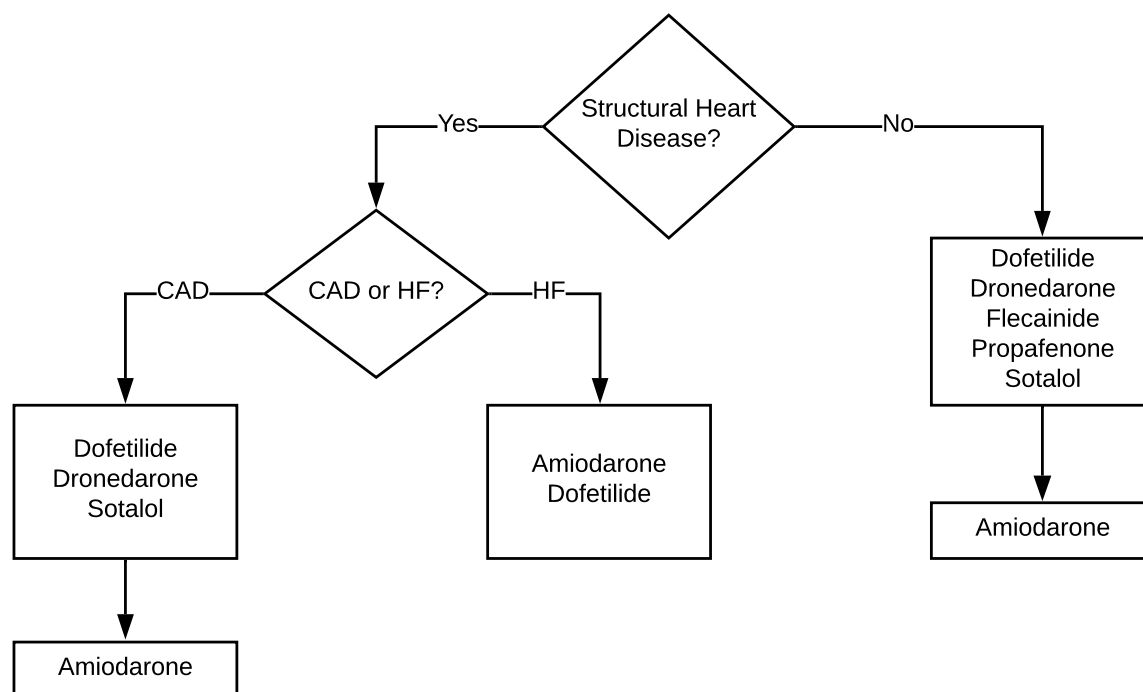 Structural Heart
Disease?
Yes
No
CAD or HF?
CAD
HF
Dofetilide
Dronedarone
Flecainide
Propafenone
Sotalol
Dofetilide
Dronedarone
Sotalol
Amiodarone
Dofetilide
Amiodarone
Amiodarone